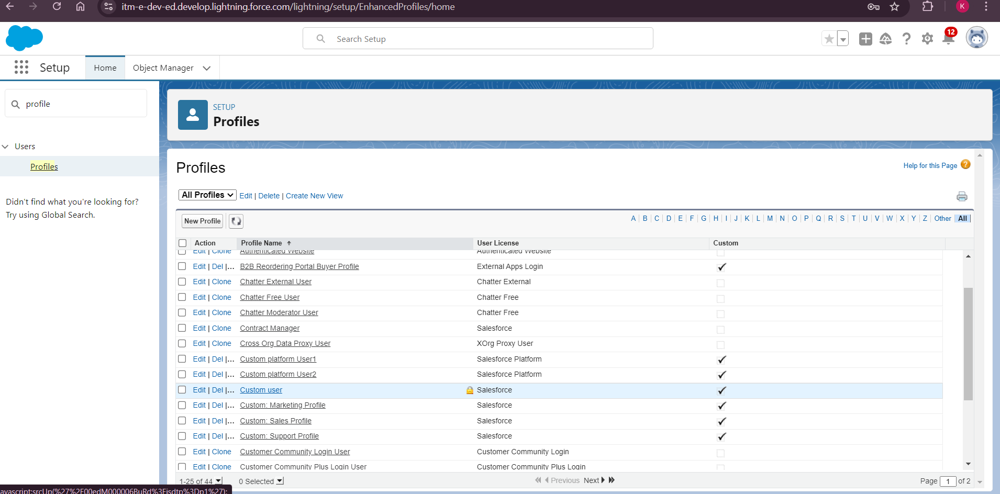 itm-e-dev-ed.develop.lightning.force.com/lightning/setup/EnhancedProfiles/home
K
Search Setup
12
Setup
Home
Object Manager
profile
Users
Profiles
Didn't find what you're looking for?
Try using Global Search.
SETUP
Profiles
Profiles
Help for this Page ?
All Profiles Edit | Delete | Create New View
New Profile
A | B | C | D | E | F | G | H | I | J | K | L | M | N | O | P | Q | R | S | T | U | V | W | X | Y | Z | Other | All
Action Profile Name ↑ User License Custom
Edit | Clone Authenticated Website Authenticated Website
Edit | Del |... B2B Reordering Portal Buyer Profile External Apps Login
Edit | Clone Chatter External User Chatter External
Edit | Clone Chatter Free User Chatter Free
Edit | Clone Chatter Moderator User Chatter Free
Edit | Clone Contract Manager Salesforce
Edit | Clone Cross Org Data Proxy User XOrg Proxy User
Edit | Del |... Custom platform User1 Salesforce Platform
Edit | Del |... Custom platform User2 Salesforce Platform
Edit | Del |... Custom user Salesforce
Edit | Del |... Custom: Marketing Profile Salesforce
Edit | Del |... Custom: Sales Profile Salesforce
Edit | Del |... Custom: Support Profile Salesforce
Edit | Clone Customer Community Login User Customer Community Login
Edit | Clone Customer Community Plus Login User Customer Community Plus Login
1-25 of 44 0 Selected Previous Next Page 1 of 2